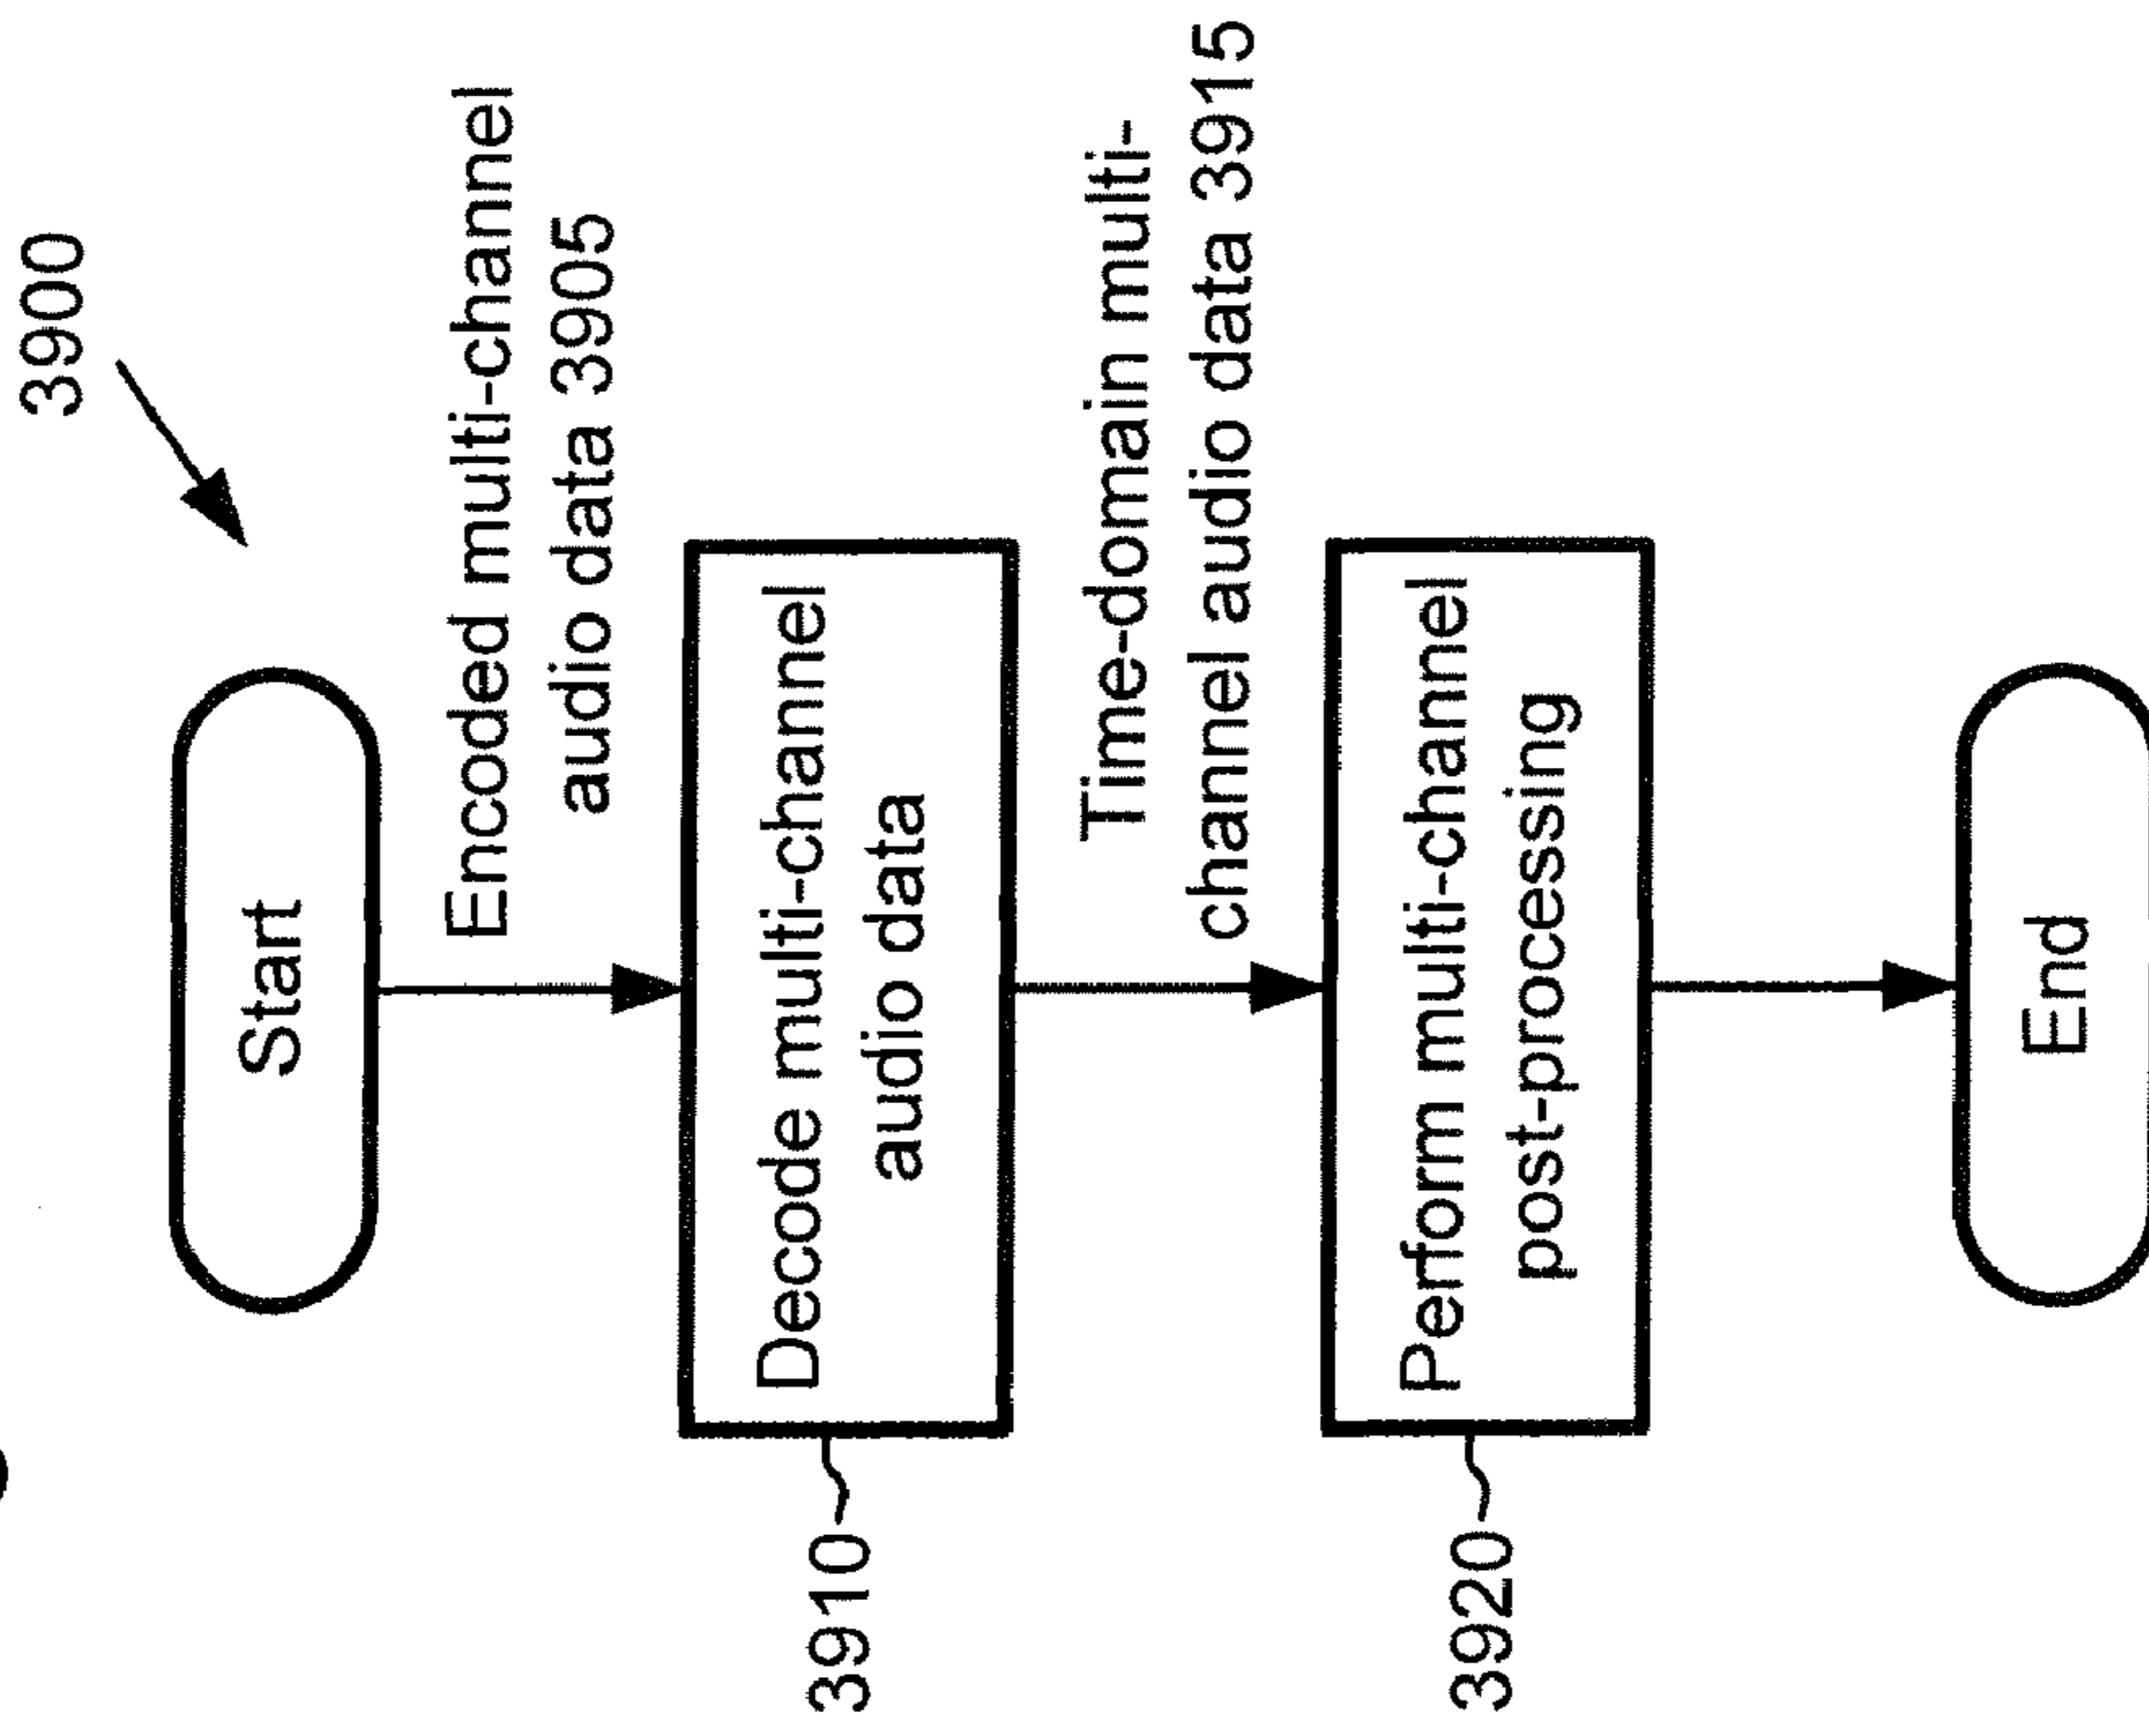 3900
Start
Encoded multi-channel
audio data 3905
Decode multi-channel
audio data
3910
Time-domain multi-
channel audio data 3915
Perform multi-channel
post-processing
3920
End